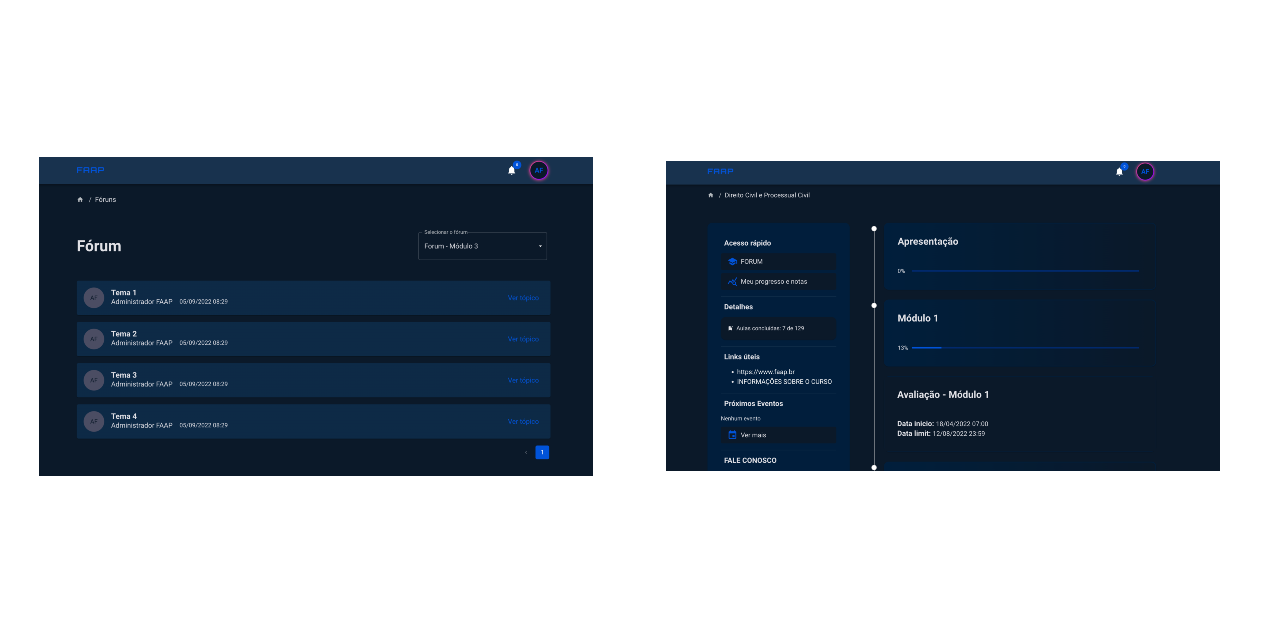 FAAP
AF
/ Fóruns
Fórum
Selecionar o fórum
Forum - Módulo 3
AF
Tema 1
Administrador FAAP 05/09/2022 08:29
Ver tópico
AF
Tema 2
Administrador FAAP 05/09/2022 08:29
Ver tópico
AF
Tema 3
Administrador FAAP 05/09/2022 08:29
Ver tópico
AF
Tema 4
Administrador FAAP 05/09/2022 08:29
Ver tópico
‹ 1
FAAP
AF
/ Direito Civil e Processual Civil
Acesso rápido
FORUM
Meu progresso e notas
Detalhes
Aulas concluídas: 7 de 129
Links úteis
• https://www.faap.br
• INFORMAÇÕES SOBRE O CURSO
Próximos Eventos
Nenhum evento
Ver mais
FALE CONOSCO
Apresentação
0%
Módulo 1
13%
Avaliação - Módulo 1
Data início: 18/04/2022 07:00
Data limit: 12/08/2022 23:59